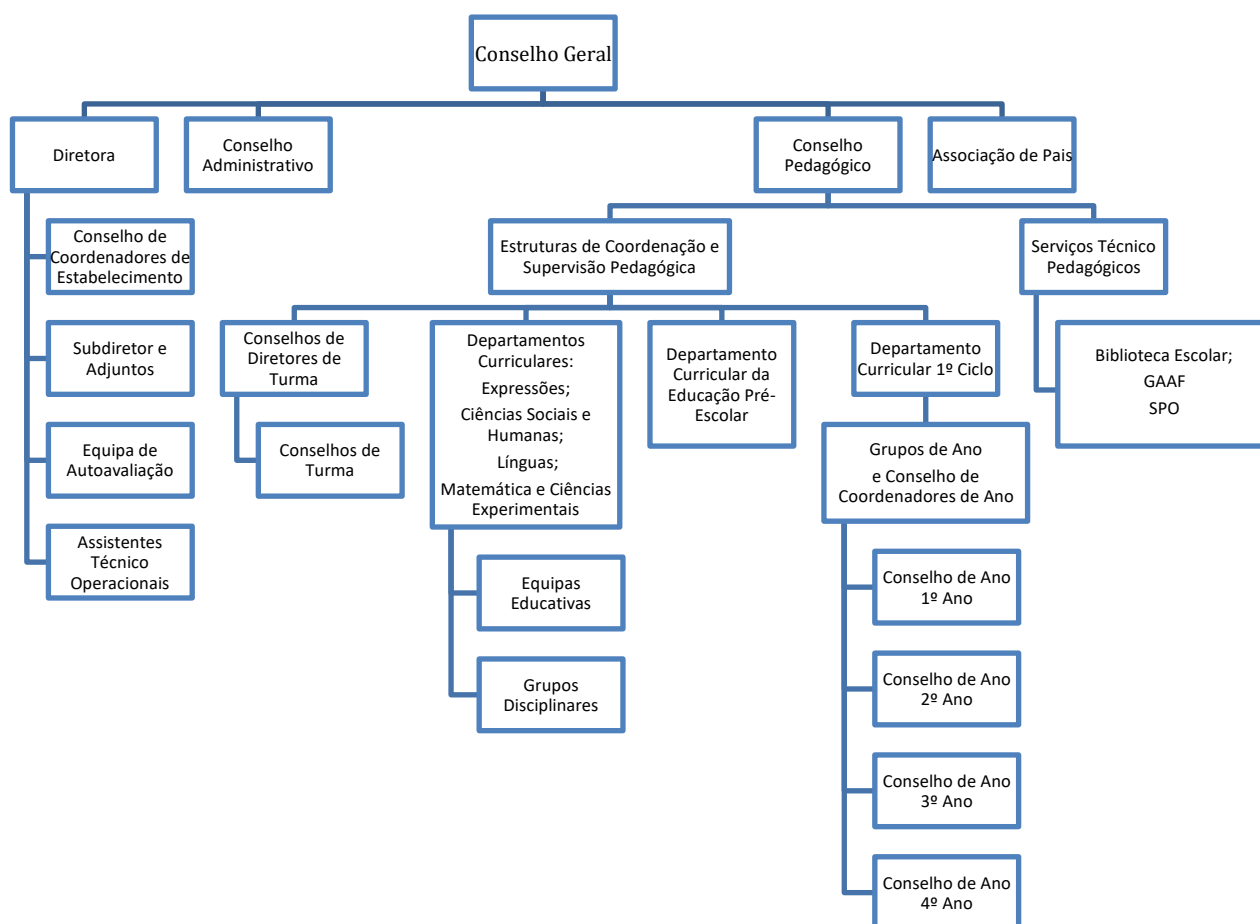 Conselho Geral
Diretora
Conselho
Administrativo
Conselho
Pedagógico
Associação de Pais
Conselho de
Coordenadores de
Estabelecimento
Subdiretor e
Adjuntos
Equipa de
Autoavaliação
Assistentes
Técnico
Operacionais
Estruturas de Coordenação e
Supervisão Pedagógica
Serviços Técnico
Pedagógicos
Conselhos de
Diretores de
Turma
Conselhos de
Turma
Departamentos
Curriculares:
Expressões;
Ciências Sociais e
Humanas;
Línguas;
Matemática e Ciências
Experimentais
Equipas
Educativas
Grupos
Disciplinares
Departamento
Curricular da
Educação Pré-
Escolar
Departamento
Curricular 1º Ciclo
Grupos de Ano
e Conselho de
Coordenadores de Ano
Conselho de Ano
1º Ano
Conselho de Ano
2º Ano
Conselho de Ano
3º Ano
Conselho de Ano
4º Ano
Biblioteca Escolar;
GAAF
SPO